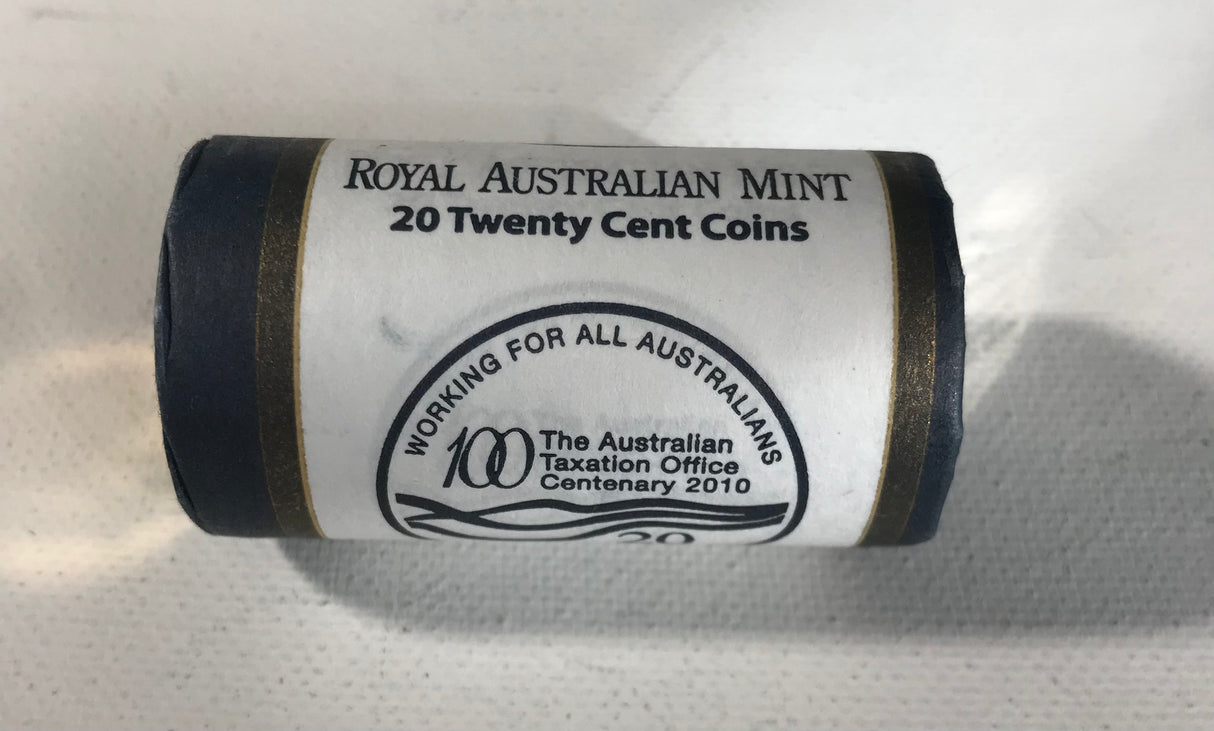 ROYAL AUSTRALIAN MINT
20 Twenty Cent Coins
WORKING FOR ALL AUSTRALIANS
100
The Australian
Taxation Office
Centenary 2010
20